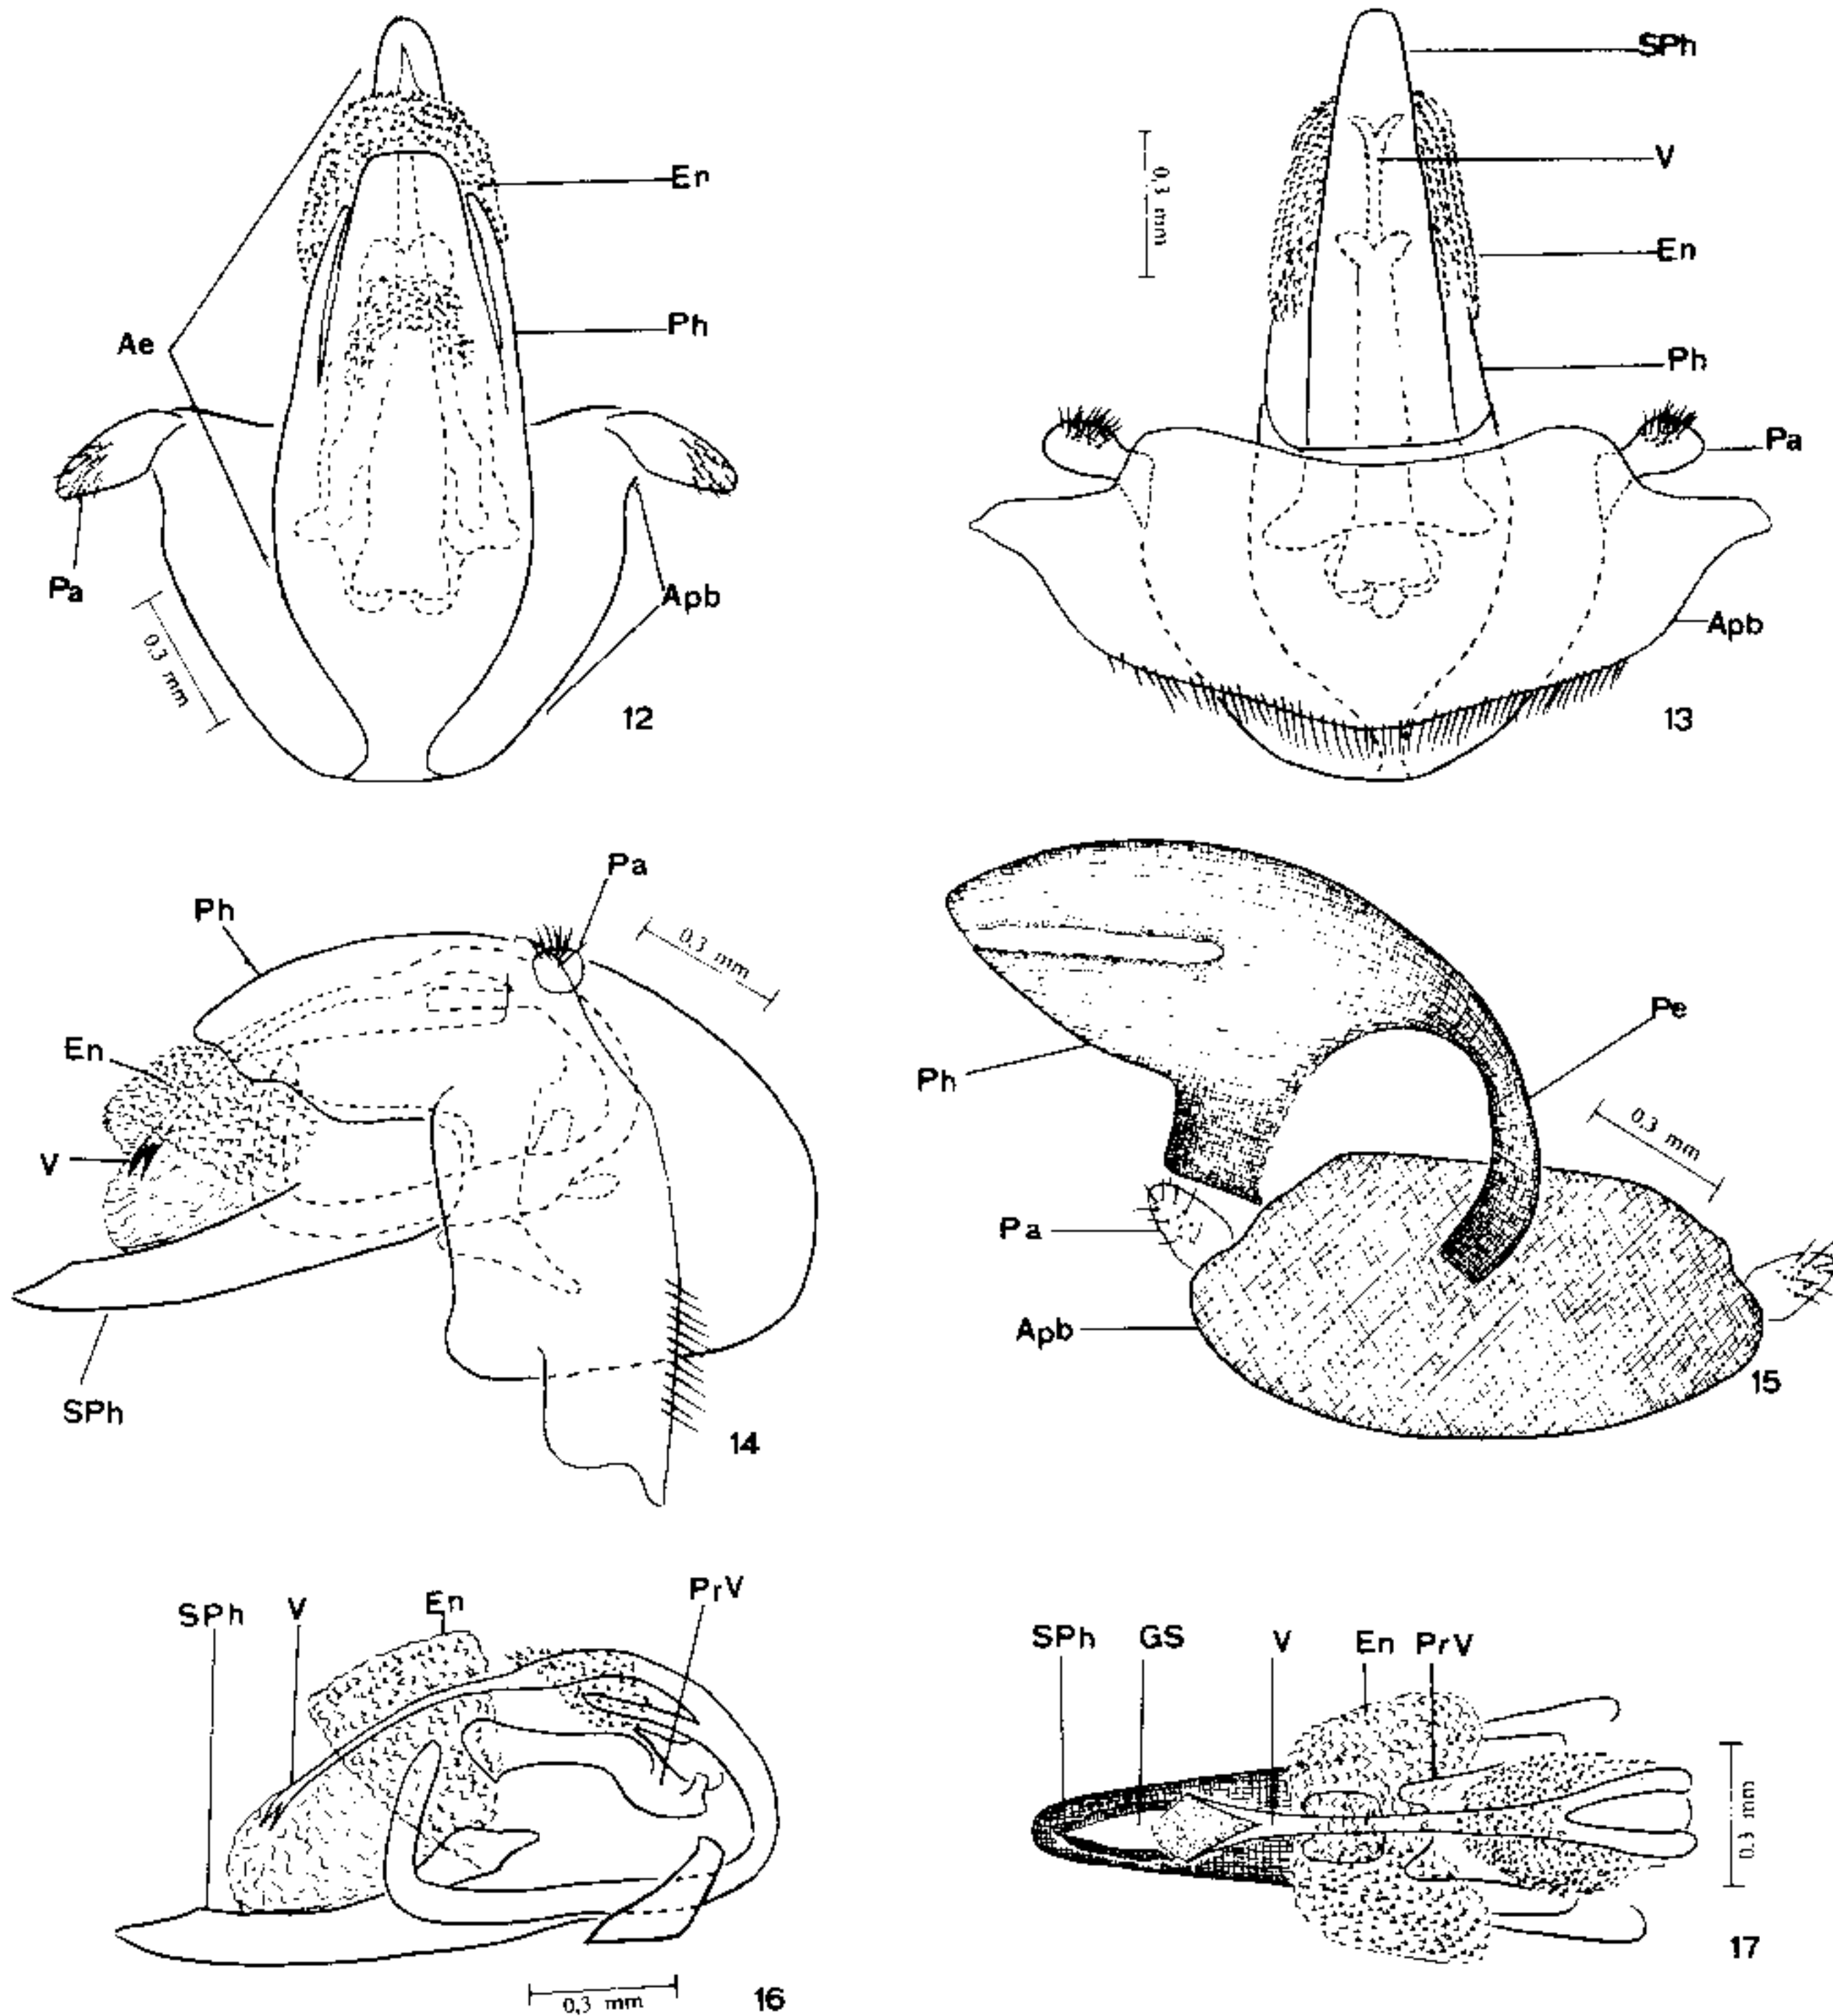 En
Ph
Ae
Pa
Apb
0.3 mm
12
SPh
V
En
Ph
Pa
Apb
0,3 mm
13
Pa
Ph
0.3 mm
En
V
SPh
14
Pe
Ph
0.3 mm
Pa
Apb
15
SPh V En PrV
0,3 mm
16
SPh GS V En PrV
0.3 mm
17